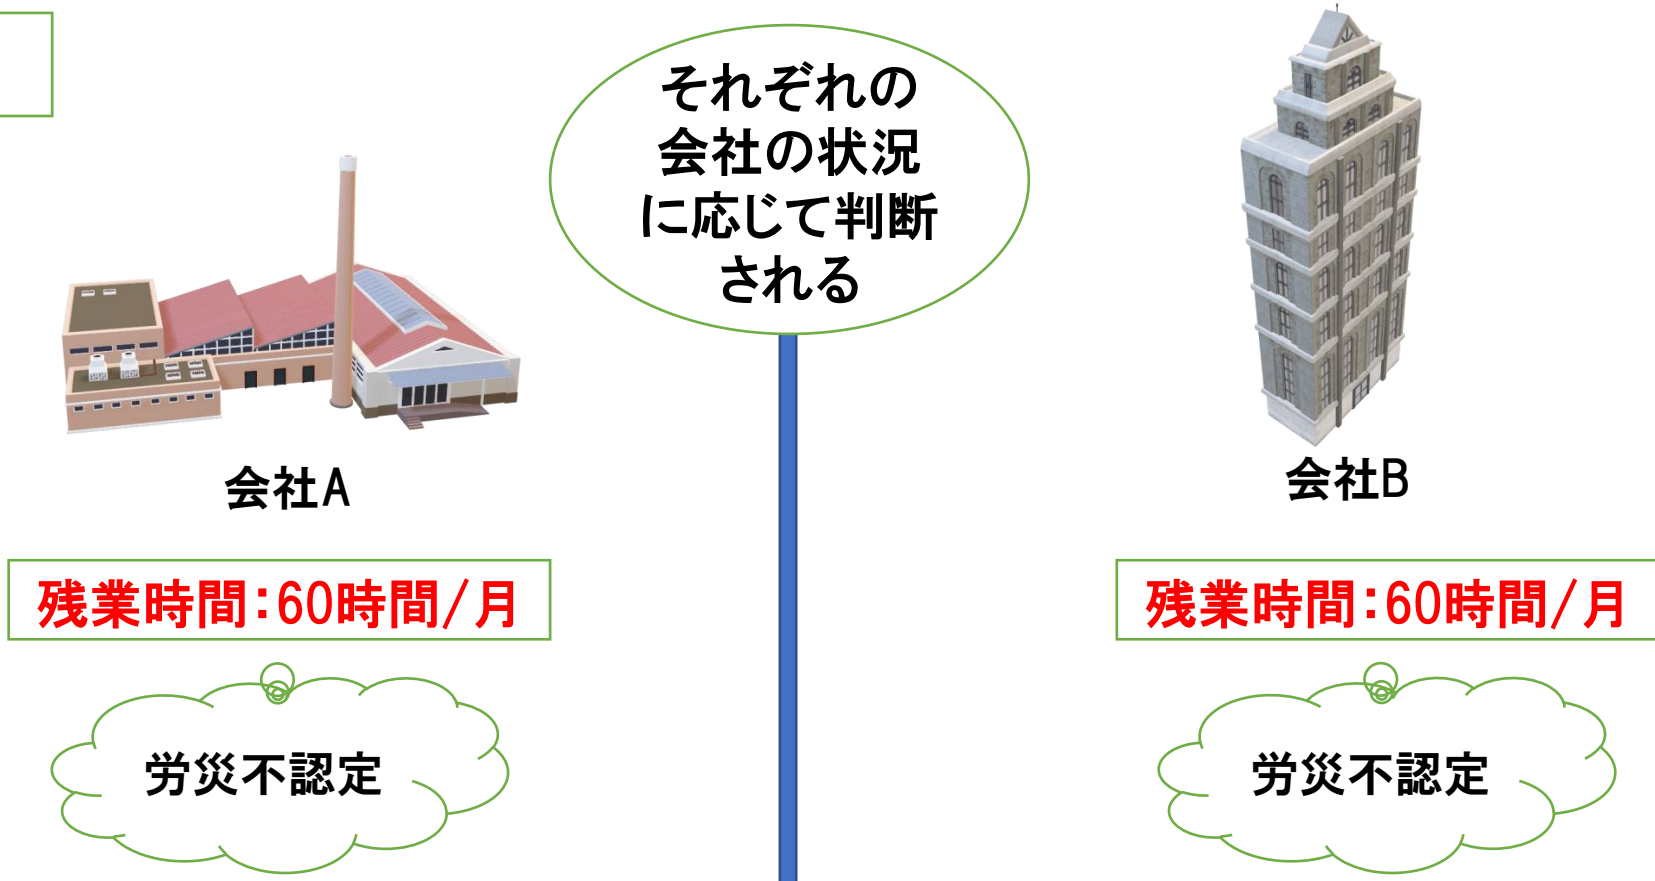 それぞれの
会社の状況
に応じて判断
される
会社A
会社B
残業時間:60時間/月
残業時間:60時間/月
労災不認定
労災不認定